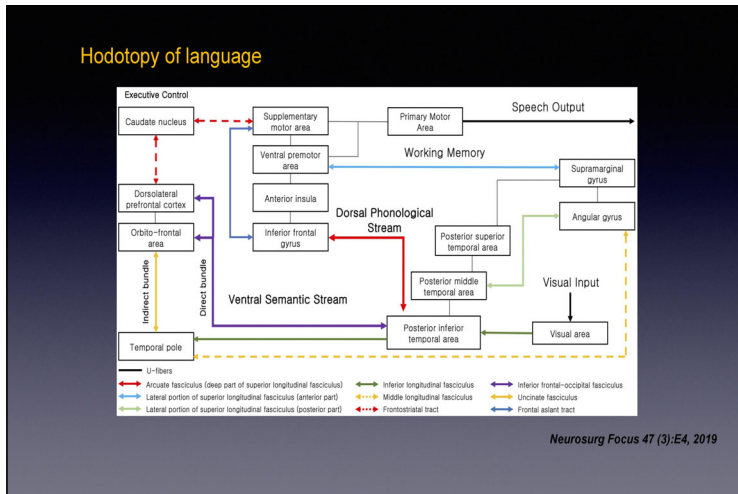 Hodotopy of language
Executive Control
Caudate nucleus
Supplementary
motor area
Primary Motor
Area
Speech Output
Ventral premotor
area
Working Memory
Supramarginal
gyrus
Dorsolateral
prefrontal cortex
Anterior insula
Angular gyrus
Orbito-frontal
area
Inferior frontal
gyrus
Dorsal Phonological
Stream
Posterior superior
temporal area
Indirect bundle
Direct bundle
Posterior middle
temporal area
Visual Input
Ventral Semantic Stream
Posterior inferior
temporal area
Visual area
Temporal pole
U-fibers
Arcuate fasciculus (deep part of superior longitudinal fasciculus)
Lateral portion of superior longitudinal fasciculus (anterior part)
Lateral portion of superior longitudinal fasciculus (posterior part)
Inferior longitudinal fasciculus
Middle longitudinal fasciculus
Frontostriatal tract
Inferior frontal-occipital fasciculus
Uncinate fasciculus
Frontal aslant tract
Neurosurg Focus 47 (3):E4, 2019